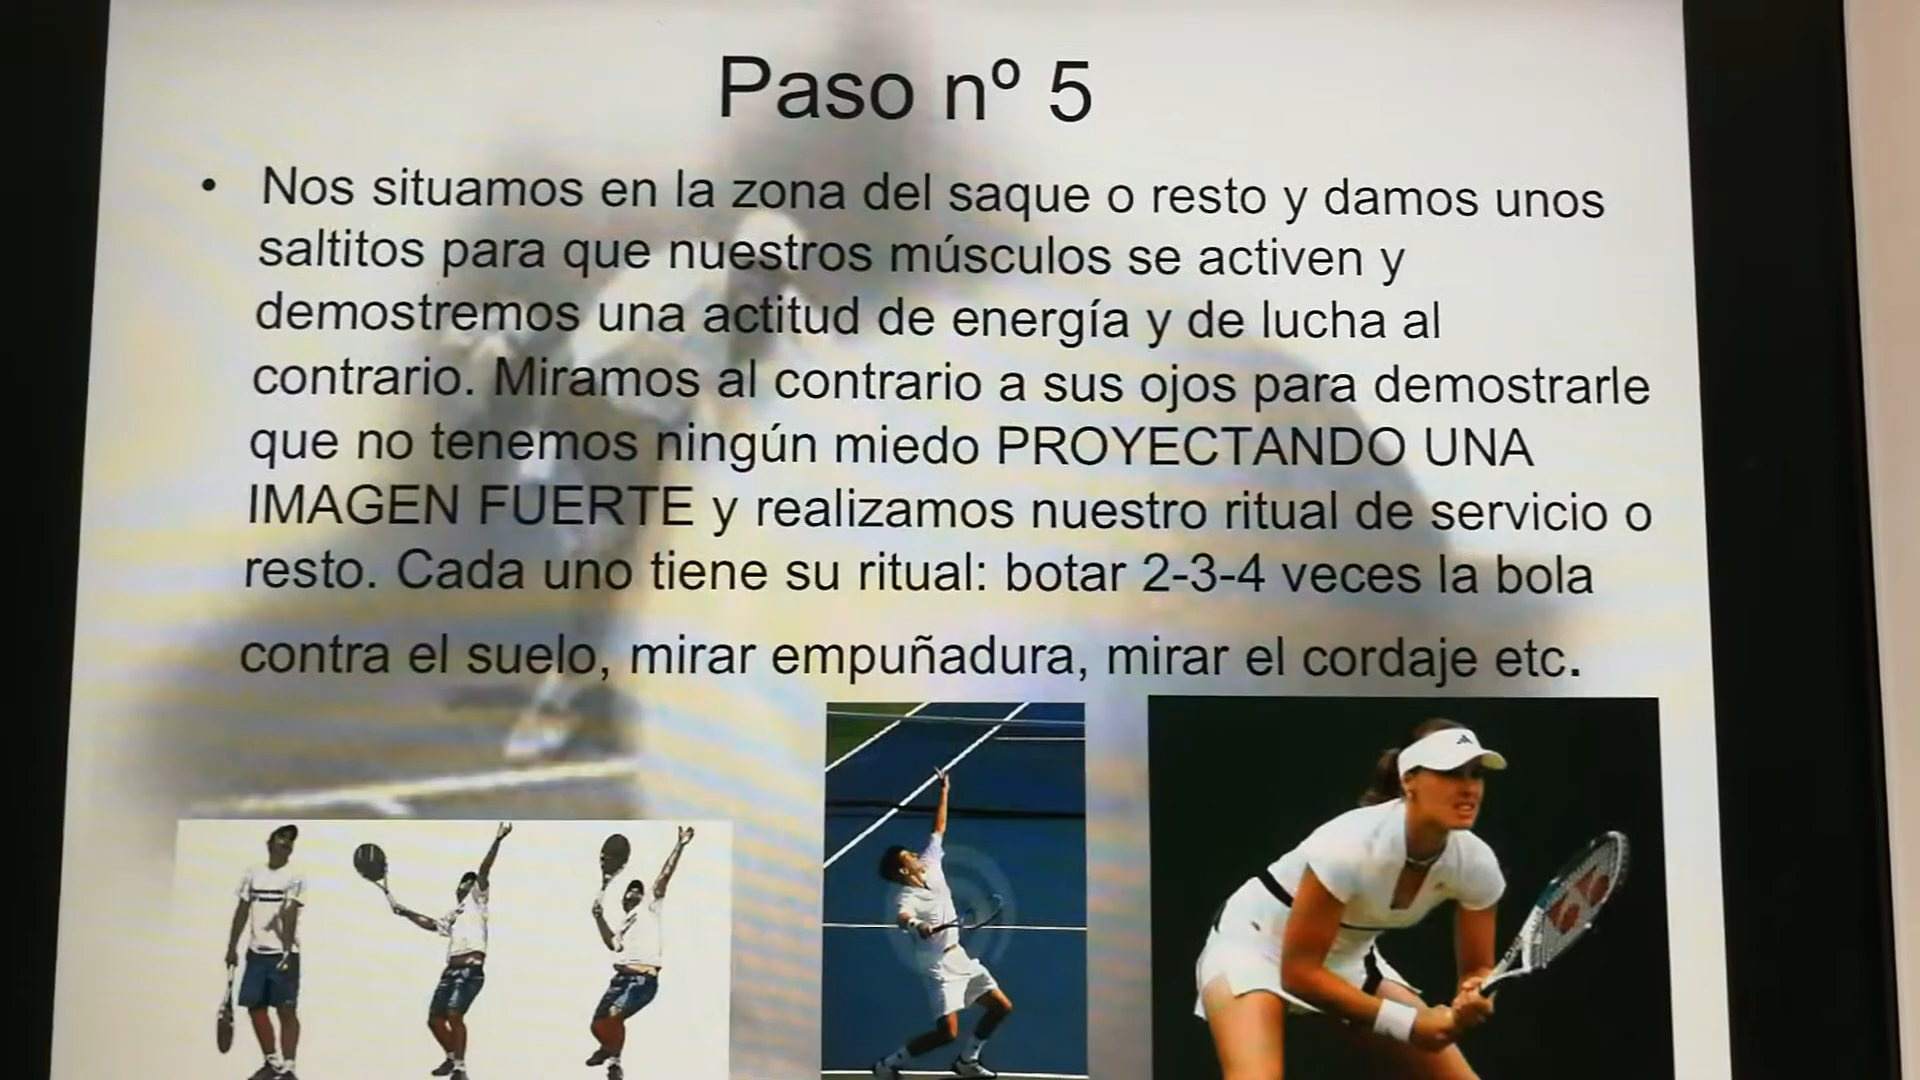 Paso nº 5
• Nos situamos en la zona del saque o resto y damos unos
saltitos para que nuestros músculos se activen y
demostremos una actitud de energía y de lucha al
contrario. Miramos al contrario a sus ojos para demostrarle
que no tenemos ningún miedo PROYECTANDO UNA
IMAGEN FUERTE y realizamos nuestro ritual de servicio o
resto. Cada uno tiene su ritual: botar 2-3-4 veces la bola
contra el suelo, mirar empuñadura, mirar el cordaje etc.